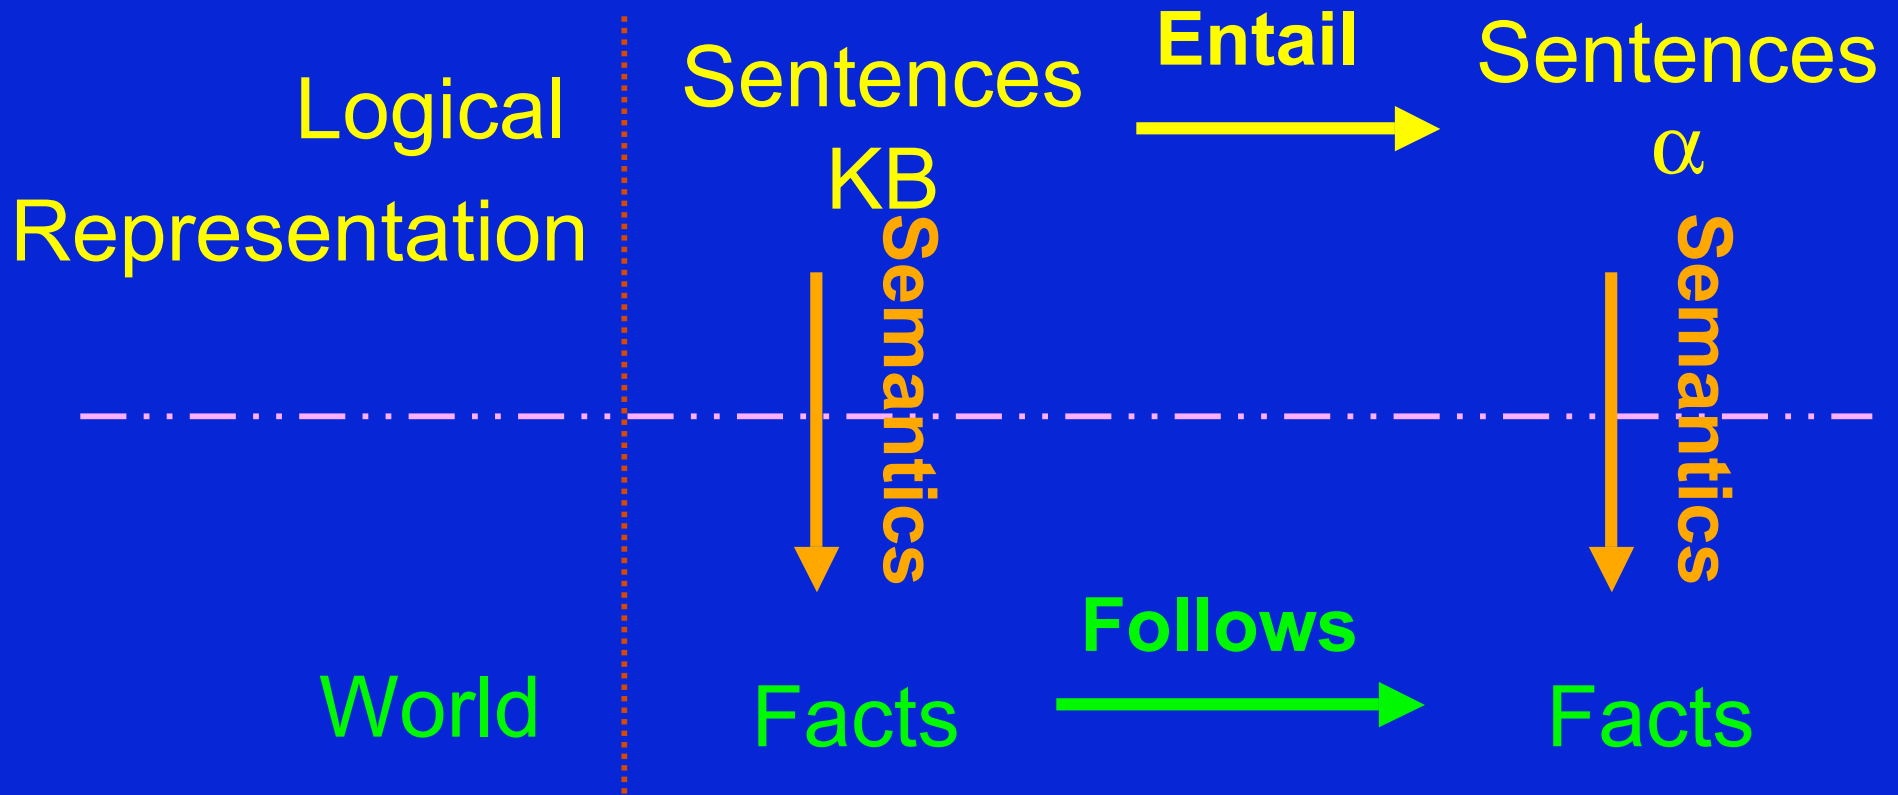 Logical
Representation
Sentences
KB
Entail
Sentences
α
Semantics
Semantics
World
Facts
Follows
Facts